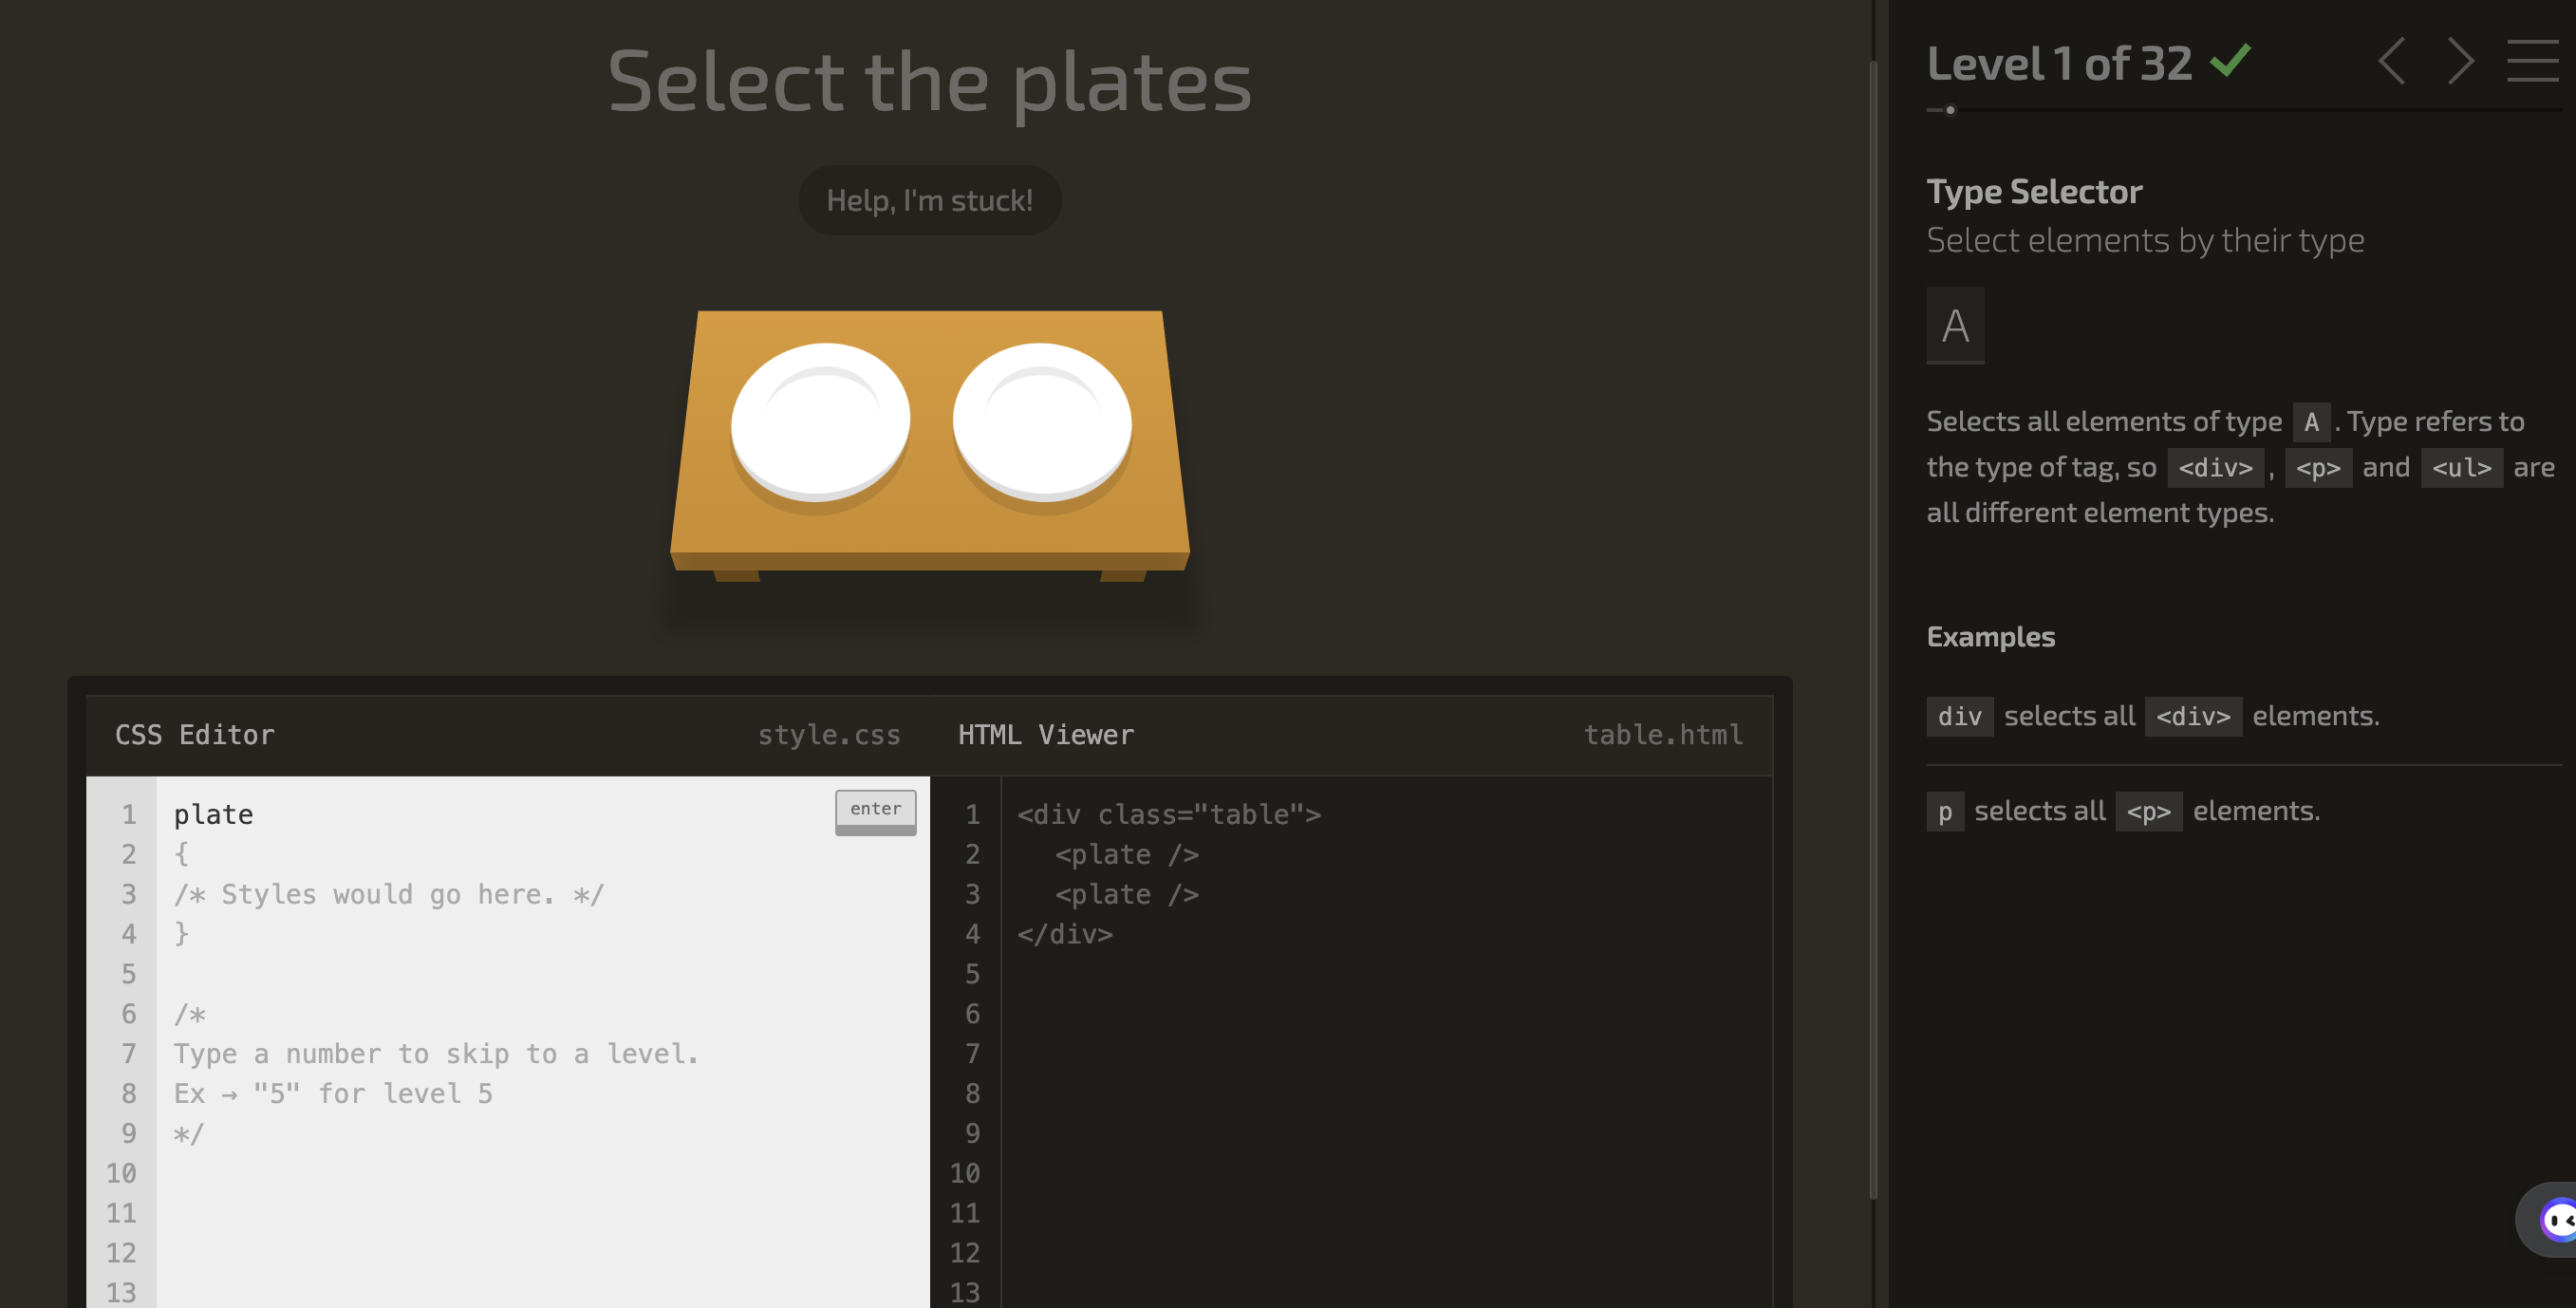 Select the plates
Help, I'm stuck!
CSS Editor
style.css
1 plate
enter
2 {
3 /* Styles would go here. */
4 }
5
6 /*
7 Type a number to skip to a level.
8 Ex → "5" for level 5
9 */
10
11
12
13
HTML Viewer
table.html
1 <div class="table">
2 <plate />
3 <plate />
4 </div>
5
6
7
8
9
10
11
12
13
Level 1 of 32
Type Selector
Select elements by their type
A
Selects all elements of type A . Type refers to
the type of tag, so <div> , <p> and <ul> are
all different element types.
Examples
div selects all <div> elements.
p selects all <p> elements.